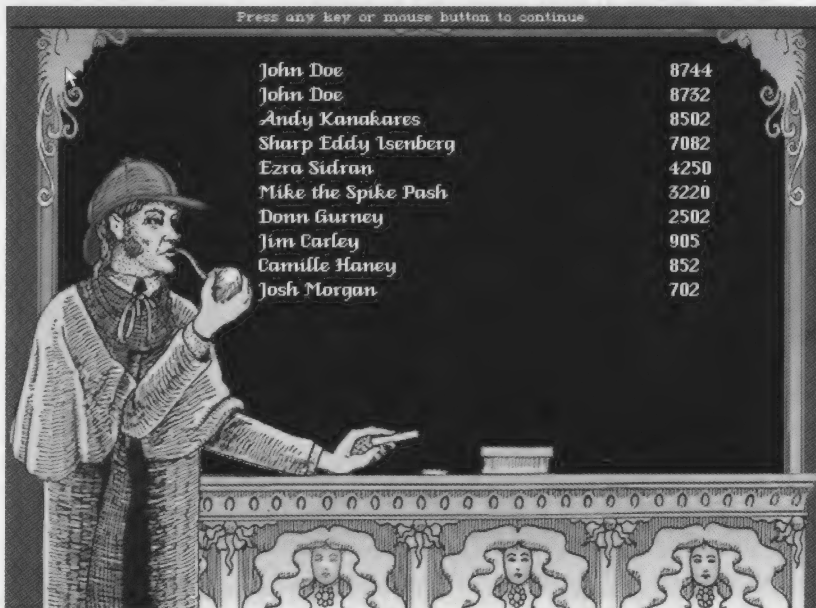 Press any key or mouse button to continue
John Doe 8744
John Doe 8732
Andy Kanakares 8502
Sharp Eddy Isenberg 7082
Ezra Sidran 4250
Mike the Spike Pash 3220
Donn Gurney 2502
Jim Carley 905
Camille Haney 852
Josh Morgan 702